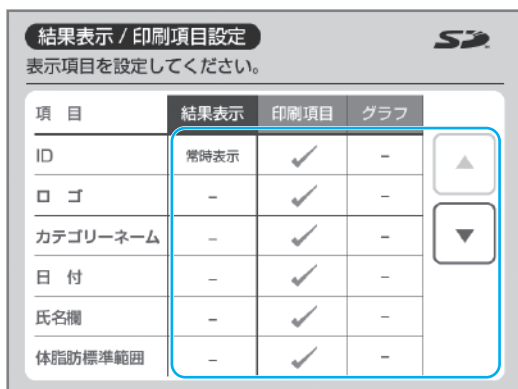 結果表示 / 印刷項目設定
SD
表示項目を設定してください。
項 目 結果表示 印刷項目 グラフ
ID 常時表示 ✓ –
ロ ゴ – ✓ –
カテゴリーネーム – ✓ –
日 付 – ✓ –
氏名欄 – ✓ –
体脂肪標準範囲 – ✓ –